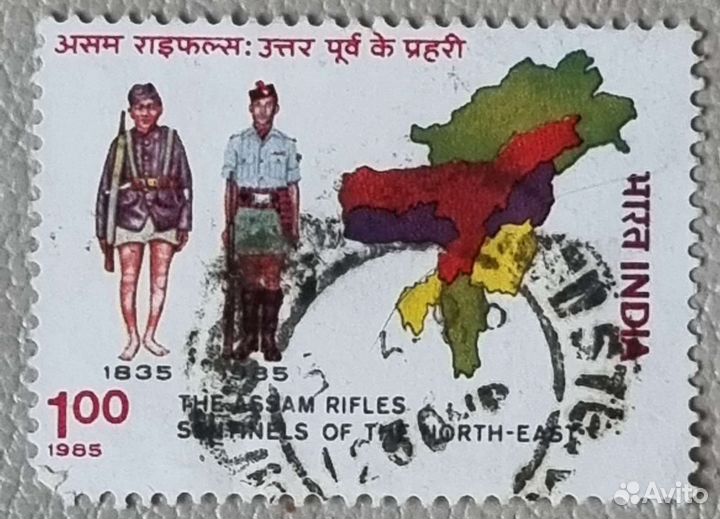 असम राइफल्स: उत्तर पूर्व के प्रहरी
भारत INDIA
1835 1985
1.00
THE ASSAM RIFLES
SENTINELS OF THE NORTH-EAST
1985
Avito